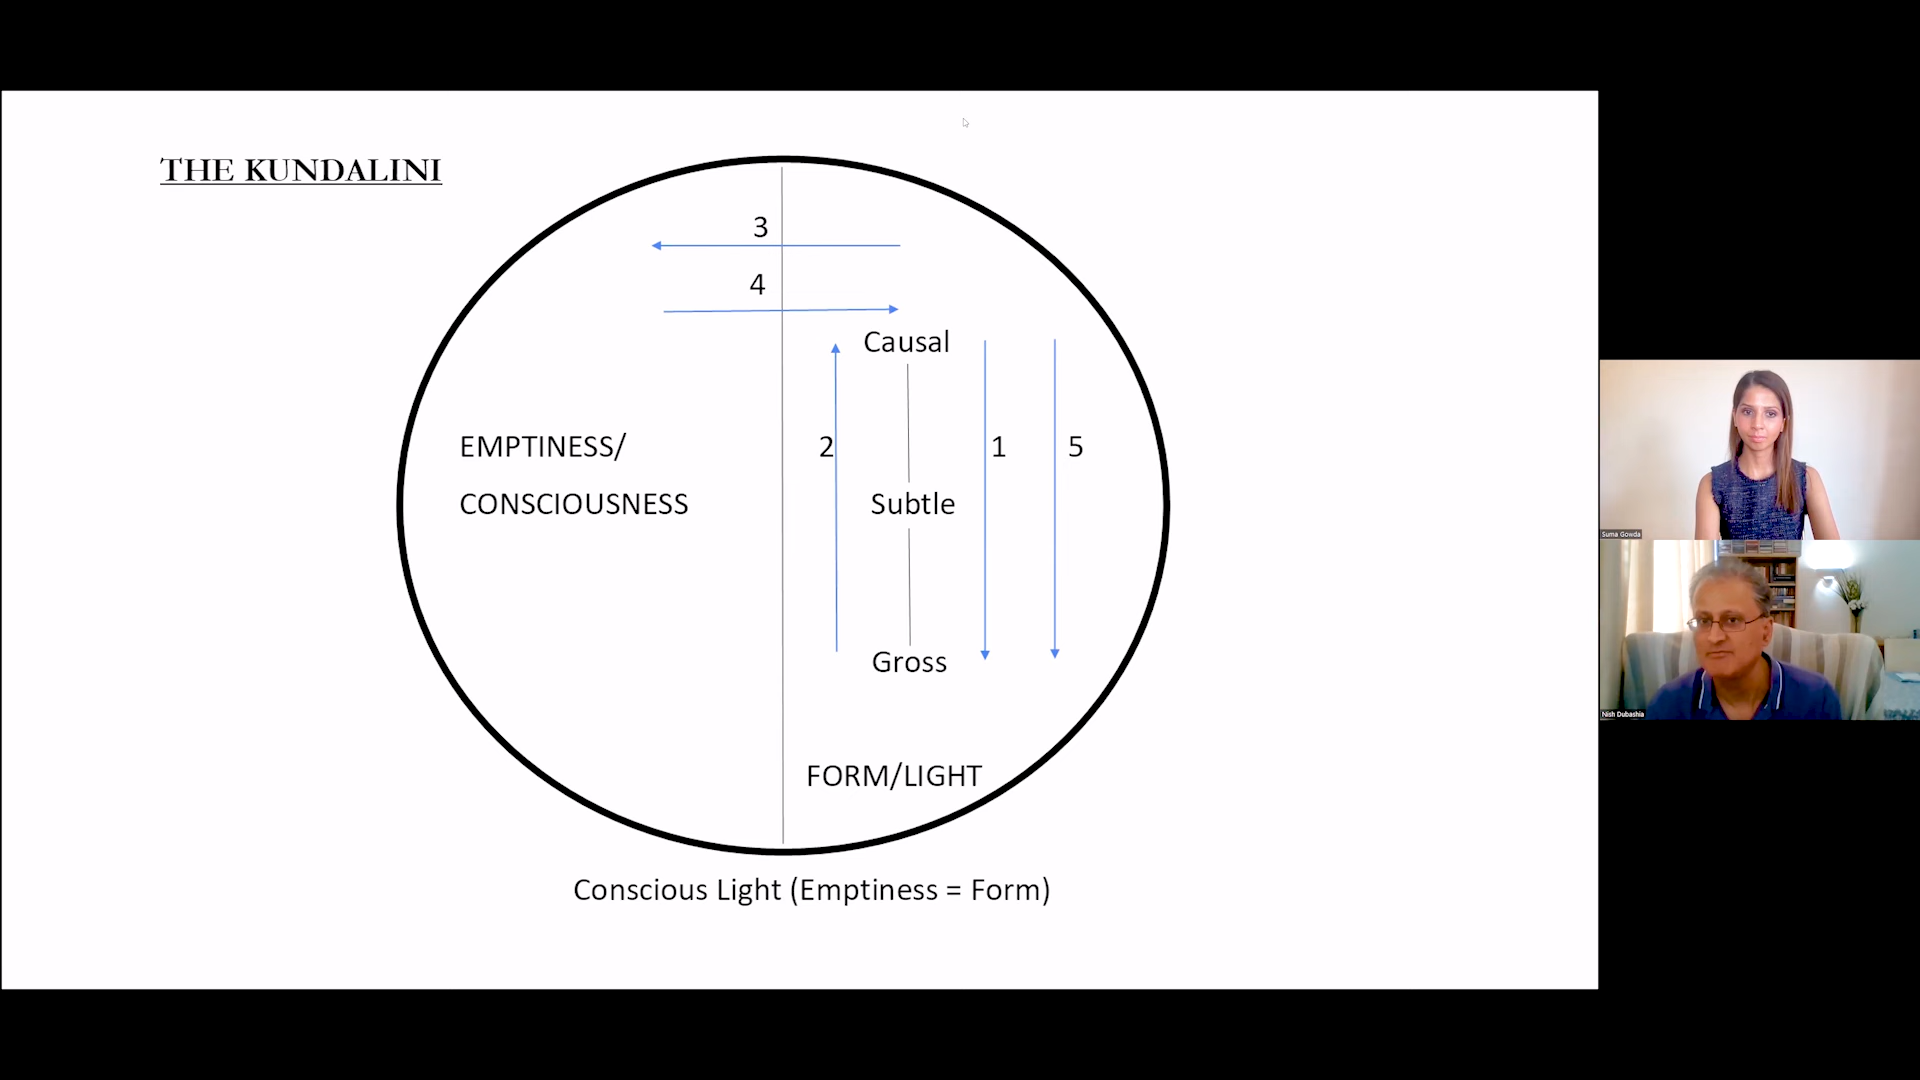 THE KUNDALINI
3
4
Causal
EMPTINESS/
2
1
5
CONSCIOUSNESS
Subtle
Gross
FORM/LIGHT
Conscious Light (Emptiness = Form)
Suma Gowda
Nish Dubashia